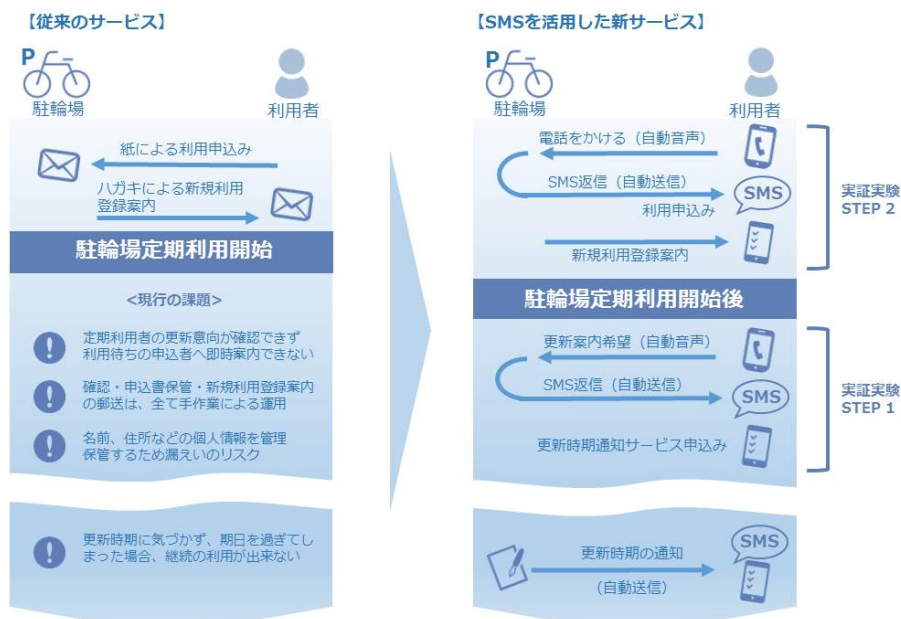 【従来のサービス】
P
駐輪場
利用者
紙による利用申込み
ハガキによる新規利用
登録案内
駐輪場定期利用開始
<現行の課題>
定期利用者の更新意向が確認できず
利用待ちの申込者へ即時案内できない
確認・申込書保管・新規利用登録案内
の郵送は、全て手作業による運用
名前、住所などの個人情報を管理
保管するため漏えいのリスク
更新時期に気づかず、期日を過ぎてし
まった場合、継続の利用が出来ない
【SMSを活用した新サービス】
P
駐輪場
利用者
電話をかける（自動音声）
SMS返信（自動送信）
SMS
利用申込み
新規利用登録案内
実証実験
STEP 2
駐輪場定期利用開始後
更新案内希望（自動音声）
SMS返信（自動送信）
SMS
更新時期通知サービス申込み
実証実験
STEP 1
更新時期の通知
(自動送信）
SMS